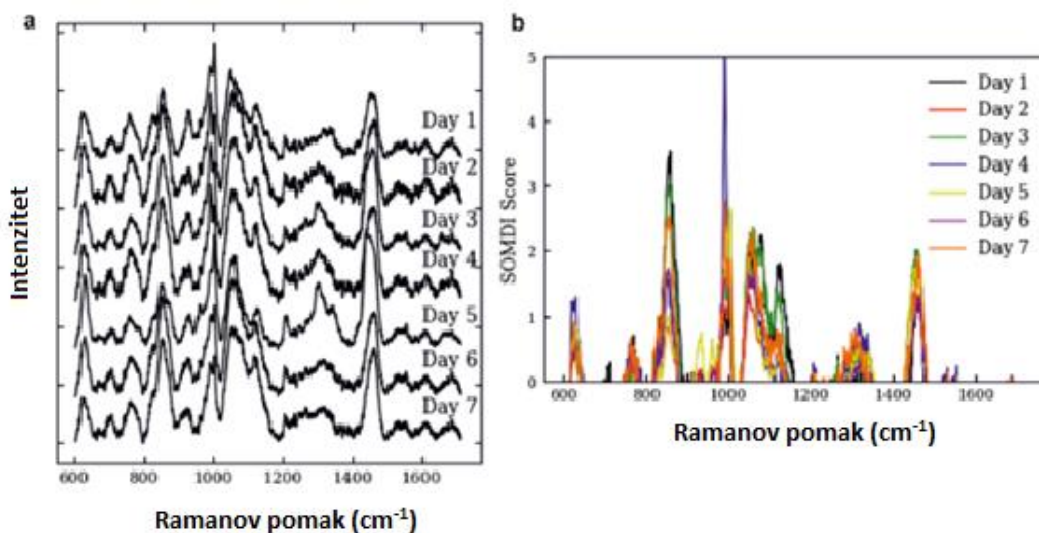 a
Intenzitet
Day 1
Day 2
Day 3
Day 4
Day 5
Day 6
Day 7
600 800 1000 1200 1400 1600
Ramanov pomak (cm⁻¹)
b
SOMDI Score
5
4
3
2
1
0
Day 1
Day 2
Day 3
Day 4
Day 5
Day 6
Day 7
600 800 1000 1200 1400 1600
Ramanov pomak (cm⁻¹)